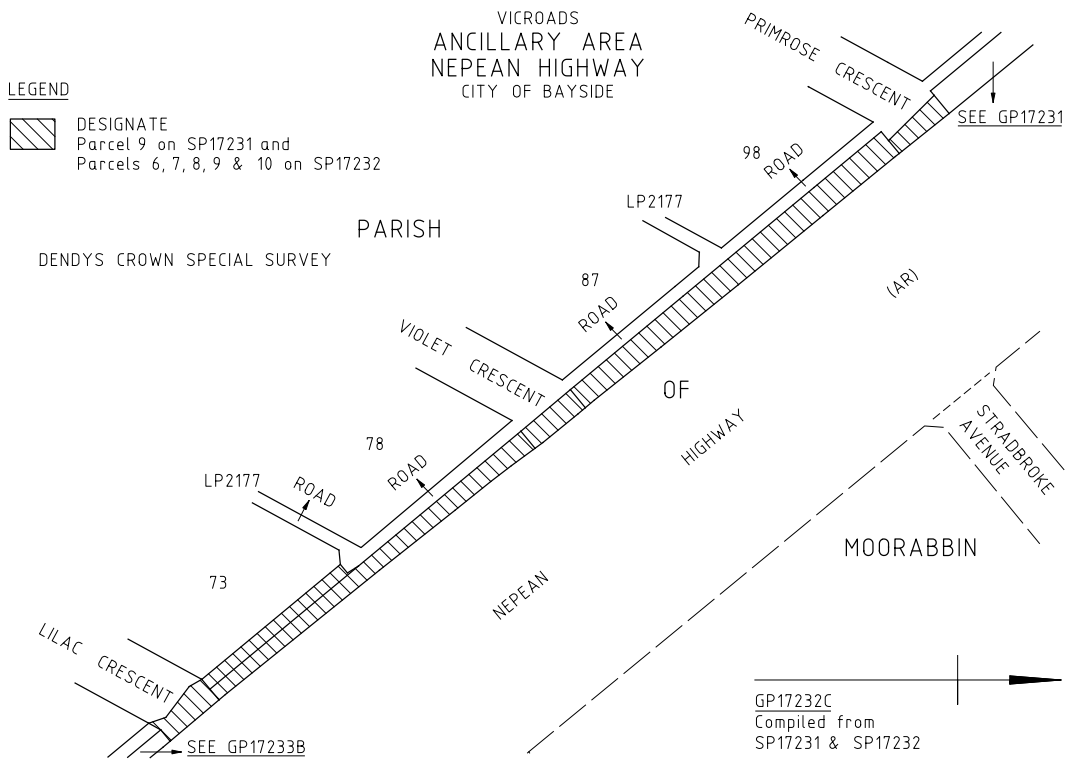 VICROADS
ANCILLARY AREA
NEPEAN HIGHWAY
CITY OF BAYSIDE
LEGEND
DESIGNATE
Parcel 9 on SP17231 and
Parcels 6, 7, 8, 9 & 10 on SP17232
PRIMROSE CRESCENT
SEE GP17231
98
ROAD
LP2177
PARISH
DENDYS CROWN SPECIAL SURVEY
87
ROAD
(AR)
VIOLET CRESCENT
OF
HIGHWAY
STRADBROKE
AVENUE
78
ROAD
LP2177
ROAD
MOORABBIN
73
NEPEAN
LILAC CRESCENT
SEE GP17233B
GP17232C
Compiled from
SP17231 & SP17232